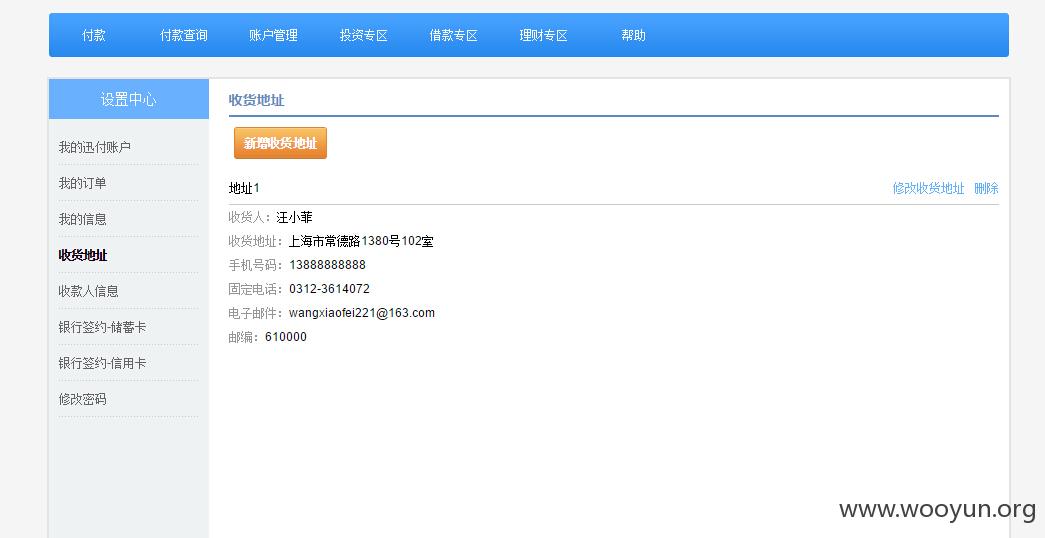 付款 付款查询 账户管理 投资专区 借款专区 理财专区 帮助
设置中心
我的迅付账户
我的订单
我的信息
收货地址
收款人信息
银行签约-储蓄卡
银行签约-信用卡
修改密码
收货地址
新增收货地址
地址1 修改收货地址 删除
收货人：汪小菲
收货地址：上海市常德路1380号102室
手机号码：13888888888
固定电话：0312-3614072
电子邮件：wangxiaofei221@163.com
邮编：610000
www.wooyun.org